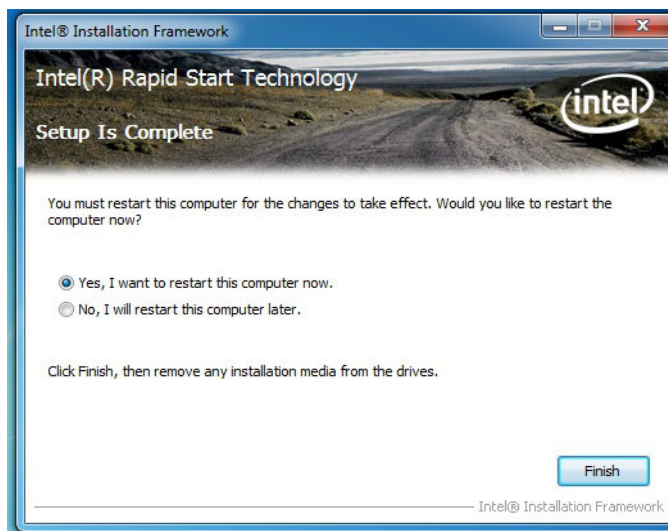 Intel® Installation Framework
Intel(R) Rapid Start Technology
intel
Setup Is Complete
You must restart this computer for the changes to take effect. Would you like to restart the
computer now?
Yes, I want to restart this computer now.
No, I will restart this computer later.
Click Finish, then remove any installation media from the drives.
Finish
Intel® Installation Framework